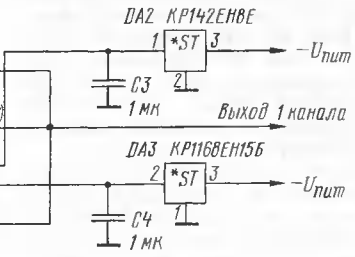 DA2 КР142ЕН8Е
1 *ST 3
-Uпит
2
C3
1 мк
Выход 1 канала
DA3 КР1168ЕН15Б
2 *ST 3
-Uпит
1
C4
1 мк